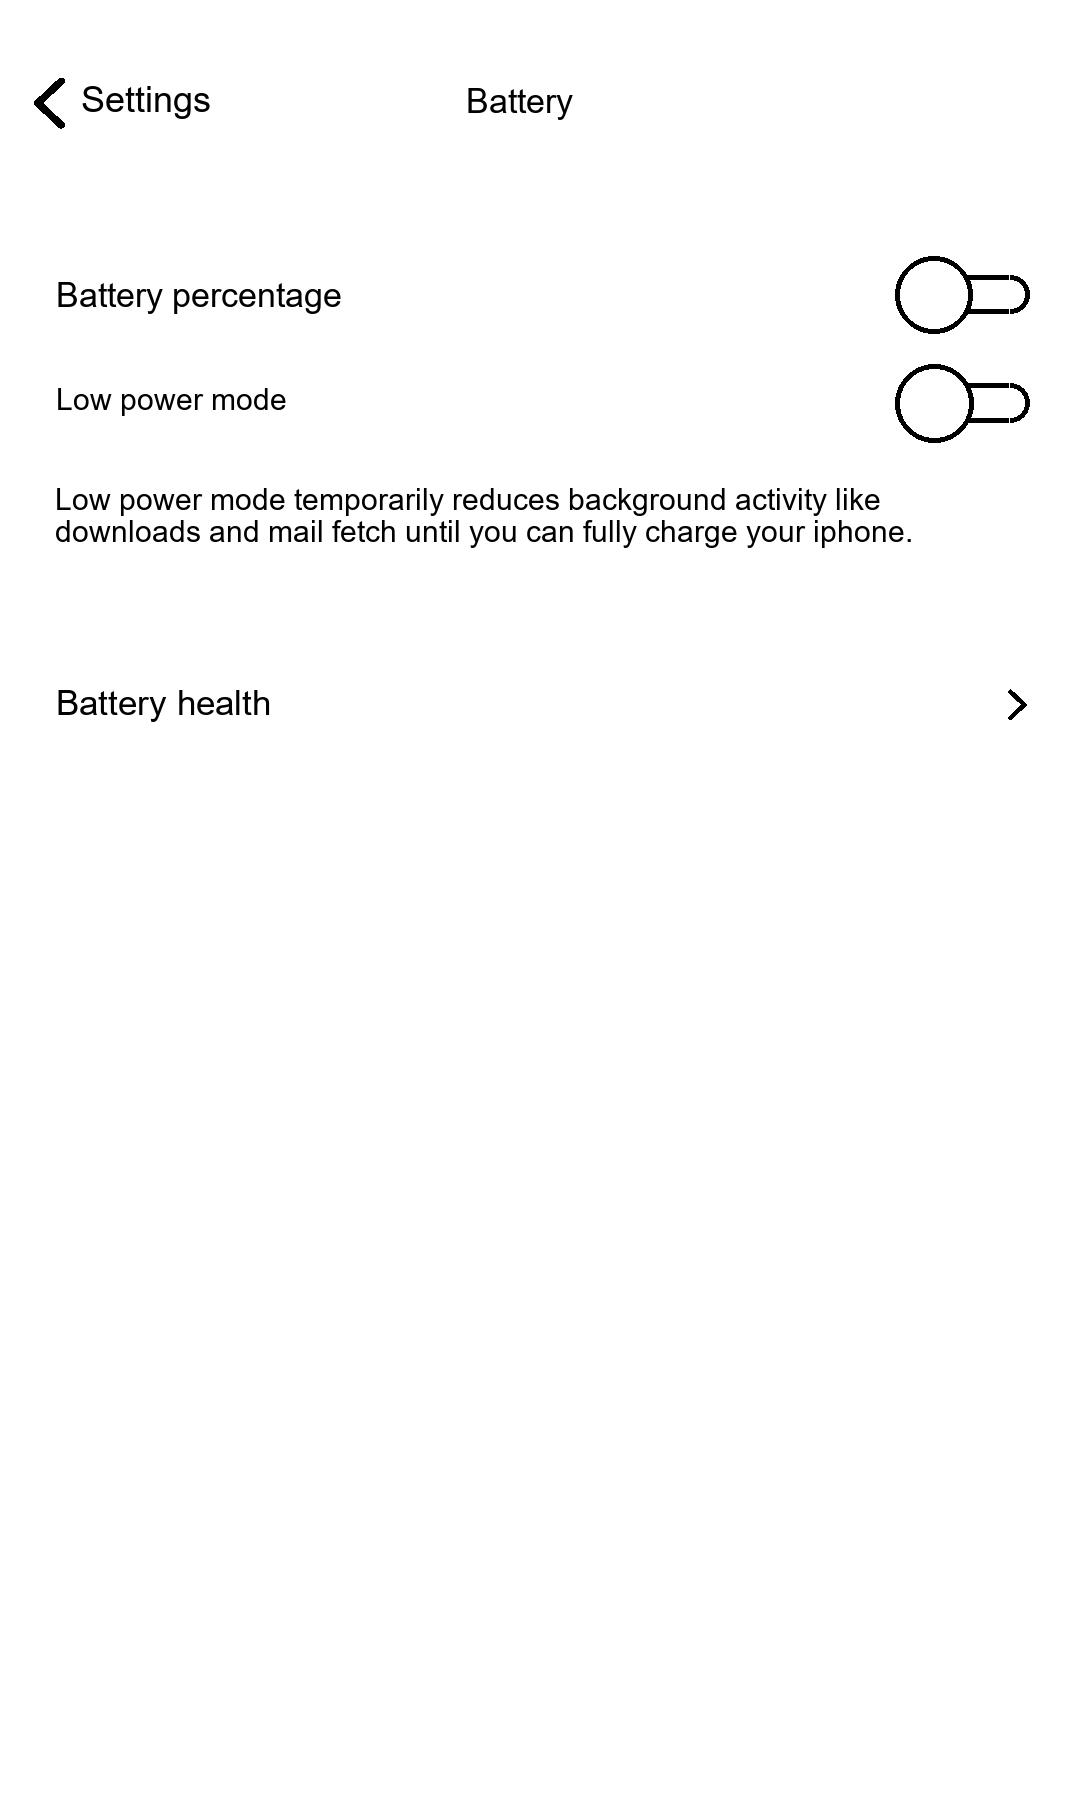 Settings
Battery
Battery percentage
Low power mode
Low power mode temporarily reduces background activity like
downloads and mail fetch until you can fully charge your iphone.
Battery health